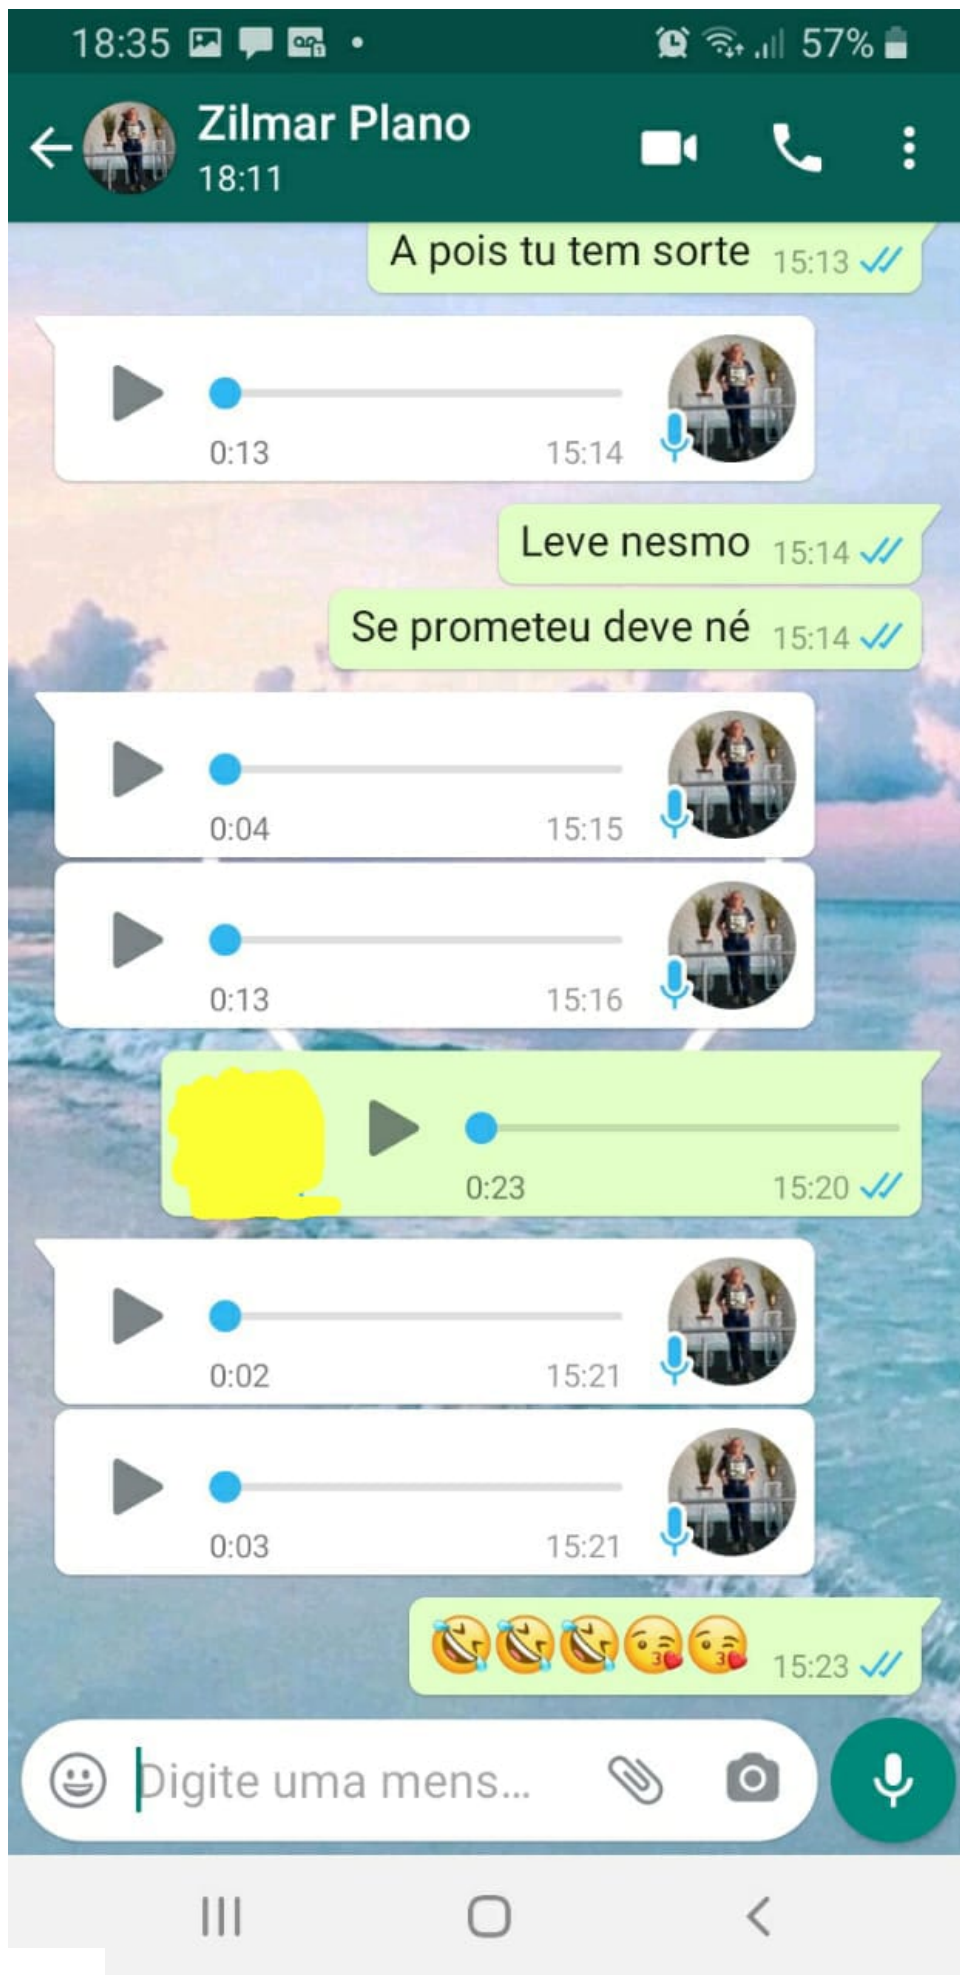 18:35 57%
Zilmar Plano
18:11
A pois tu tem sorte 15:13
0:13 15:14
Leve nesmo 15:14
Se prometeu deve né 15:14
0:04 15:15
0:13 15:16
0:23 15:20
0:02 15:21
0:03 15:21
🤣🤣🤣😘😘 15:23
Digite uma mens...